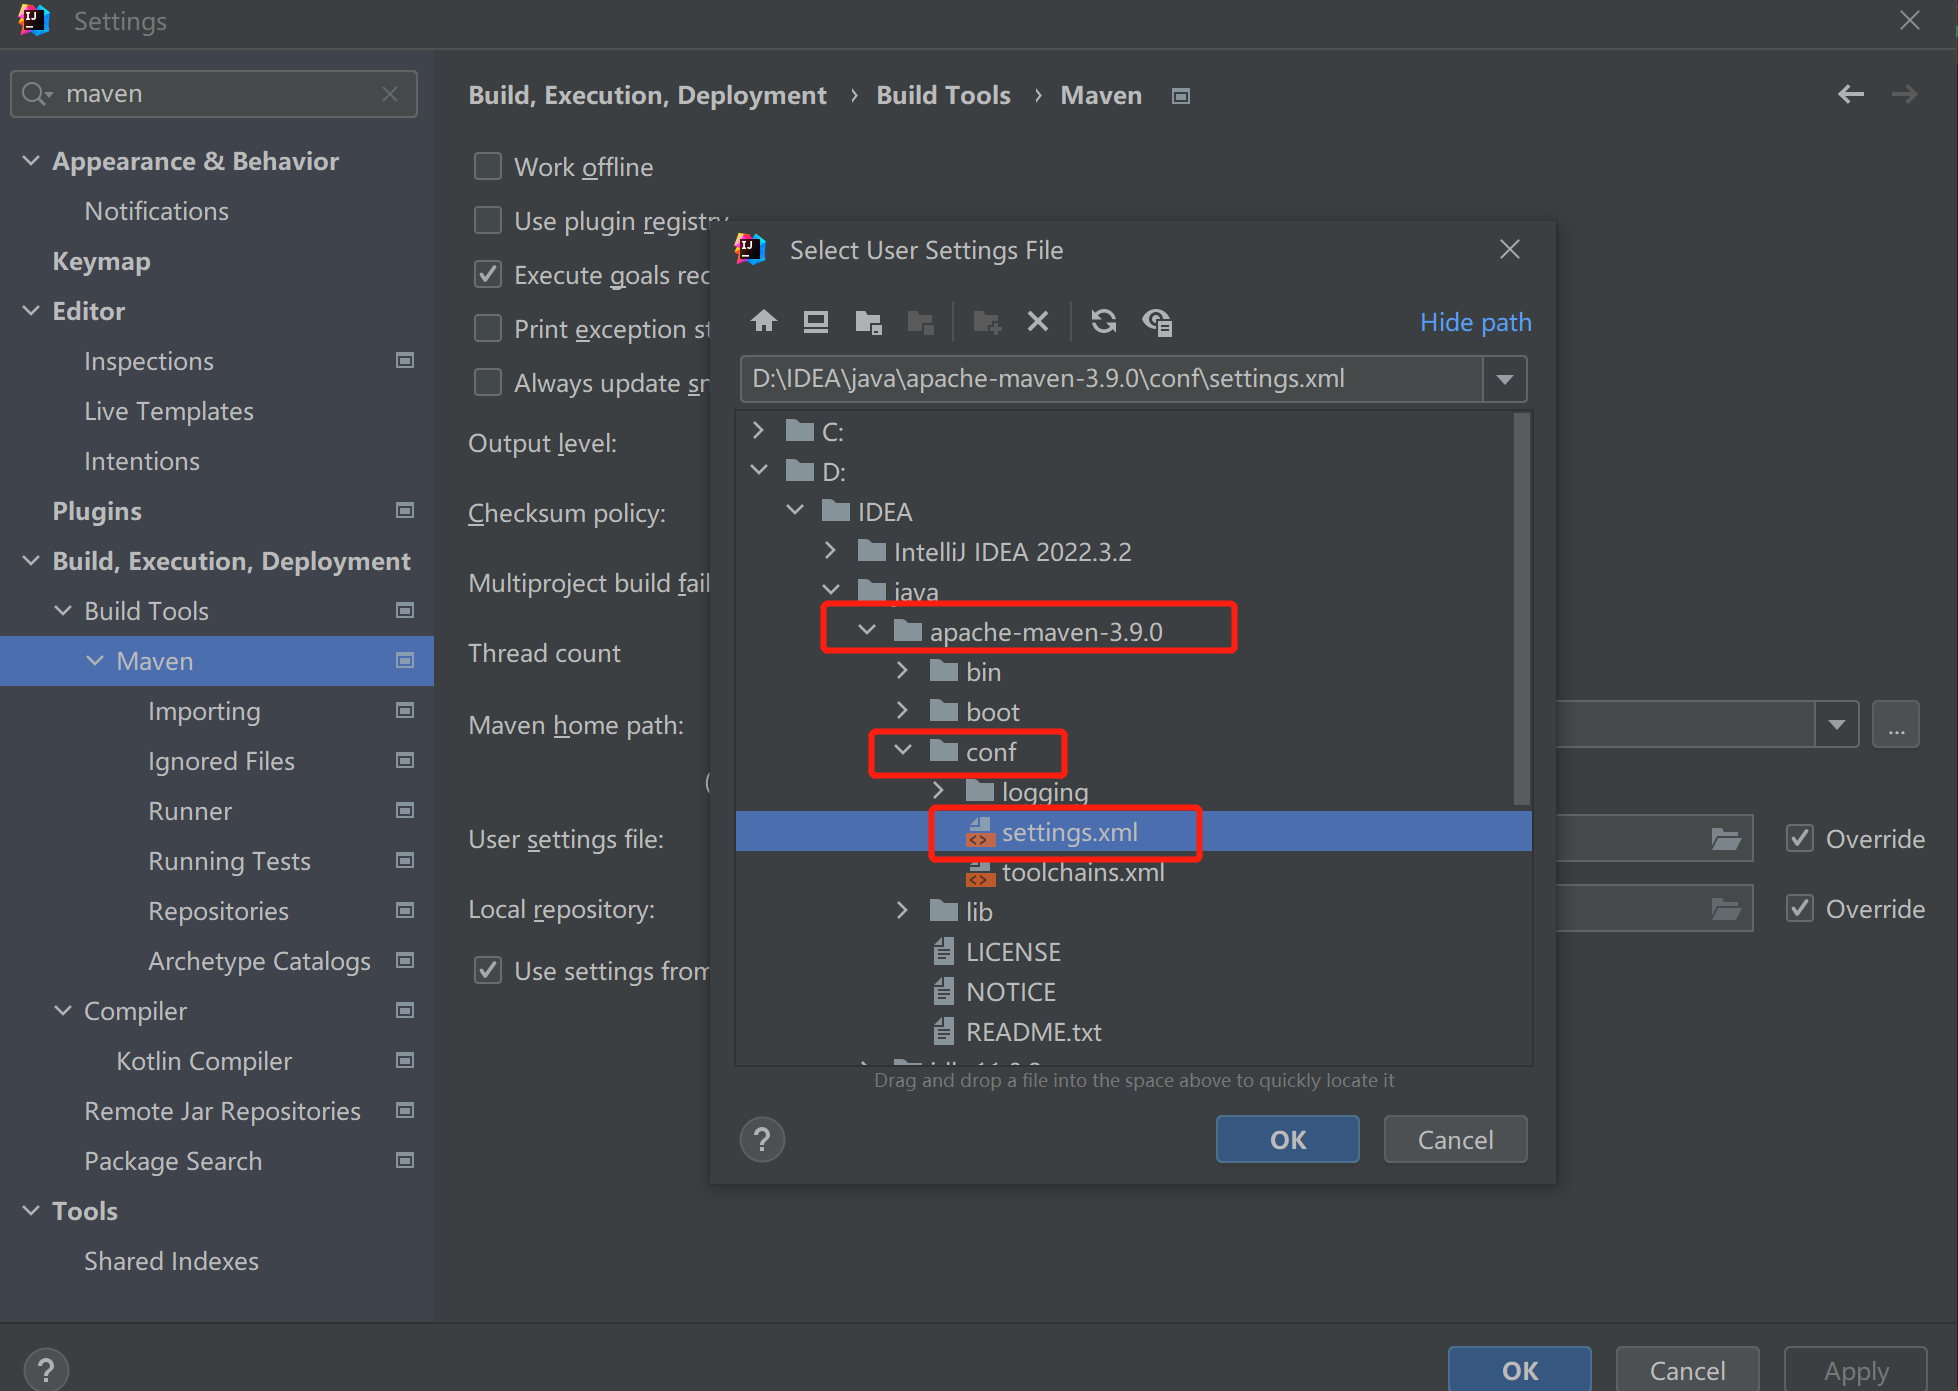 Settings
maven
Appearance & Behavior
Notifications
Keymap
Editor
Inspections
Live Templates
Intentions
Plugins
Build, Execution, Deployment
Build Tools
Maven
Importing
Ignored Files
Runner
Running Tests
Repositories
Archetype Catalogs
Compiler
Kotlin Compiler
Remote Jar Repositories
Package Search
Tools
Shared Indexes
Build, Execution, Deployment › Build Tools › Maven
Work offline
Use plugin registry
Execute goals rec
Print exception st
Always update sn
Output level:
Checksum policy:
Multiproject build fail
Thread count
Maven home path:
...
(
User settings file:
Override
Local repository:
Override
Use settings from
Select User Settings File
Hide path
D:\IDEA\java\apache-maven-3.9.0\conf\settings.xml
C:
D:
IDEA
IntelliJ IDEA 2022.3.2
java
apache-maven-3.9.0
bin
boot
conf
logging
settings.xml
toolchains.xml
lib
LICENSE
NOTICE
README.txt
Drag and drop a file into the space above to quickly locate it
?
OK
Cancel
?
OK
Cancel
Apply